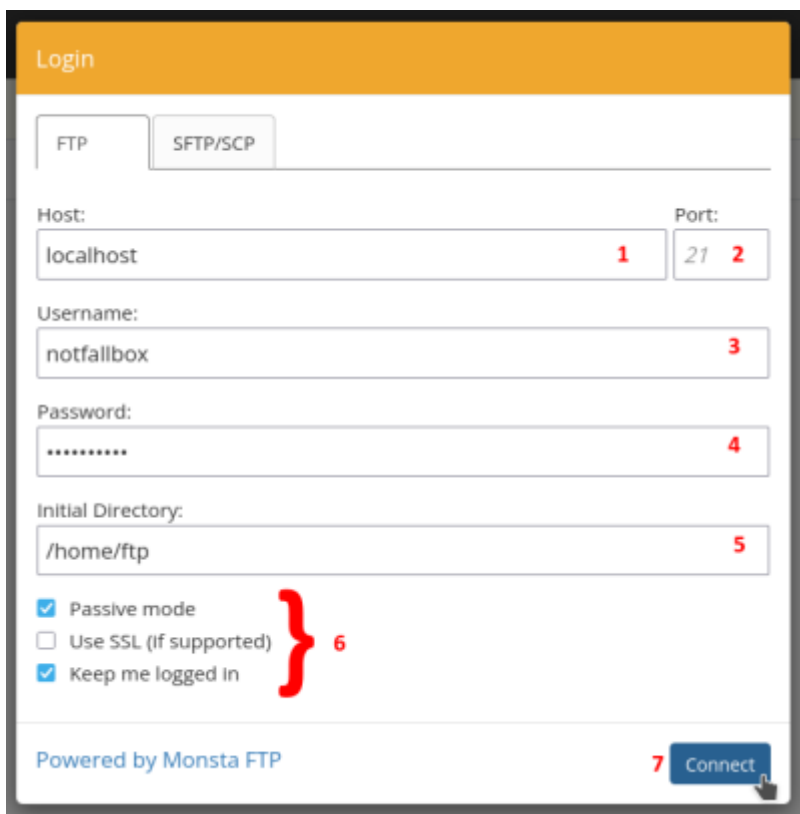 Login
FTP SFTP/SCP
Host: Port:
localhost 1 21 2
Username:
notfallbox 3
Password:
•••••••••• 4
Initial Directory:
/home/ftp 5
Passive mode
Use SSL (if supported) 6
Keep me logged in
Powered by Monsta FTP 7 Connect